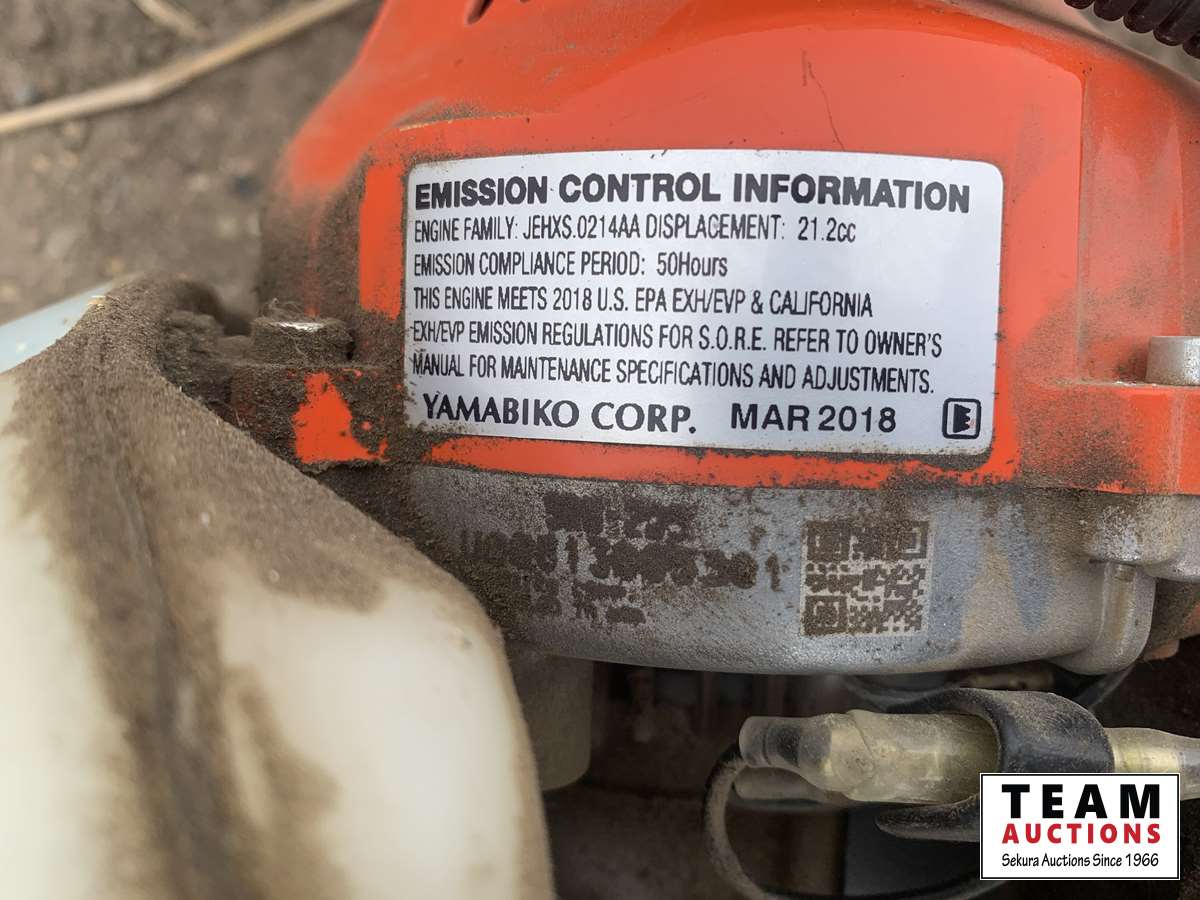 EMISSION CONTROL INFORMATION
ENGINE FAMILY: JEHXS.0214AA DISPLACEMENT: 21.2cc
EMISSION COMPLIANCE PERIOD: 50Hours
THIS ENGINE MEETS 2018 U.S. EPA EXH/EVP & CALIFORNIA
EXH/EVP EMISSION REGULATIONS FOR S.O.R.E. REFER TO OWNER'S
MANUAL FOR MAINTENANCE SPECIFICATIONS AND ADJUSTMENTS.
YAMABIKO CORP. MAR 2018
TEAM
AUCTIONS
Sekura Auctions Since 1966